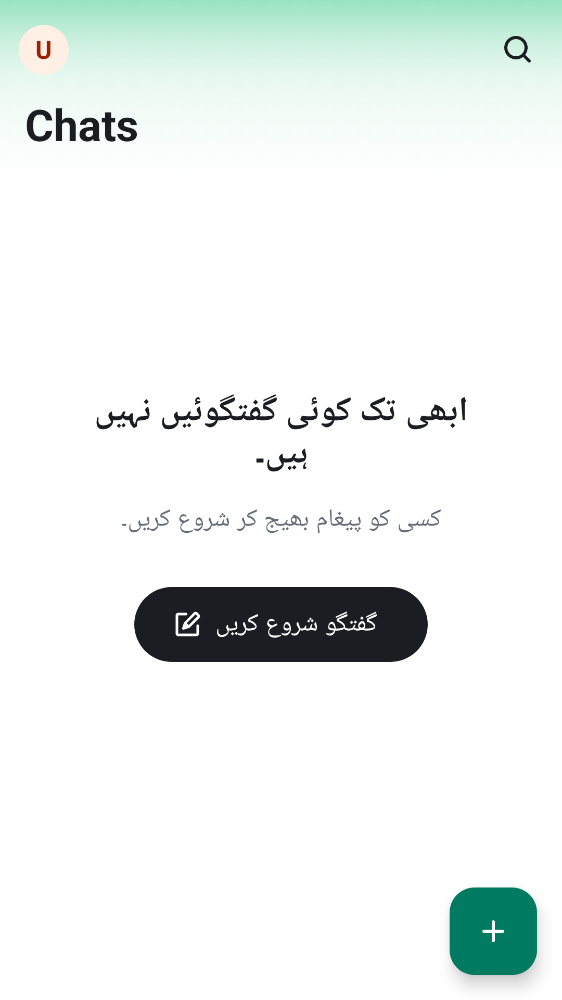 U
Chats
ابھی تک کوئی گفتگوئیں نہیں
ہیں۔
کسی کو پیغام بھیج کر شروع کریں۔
گفتگو شروع کریں